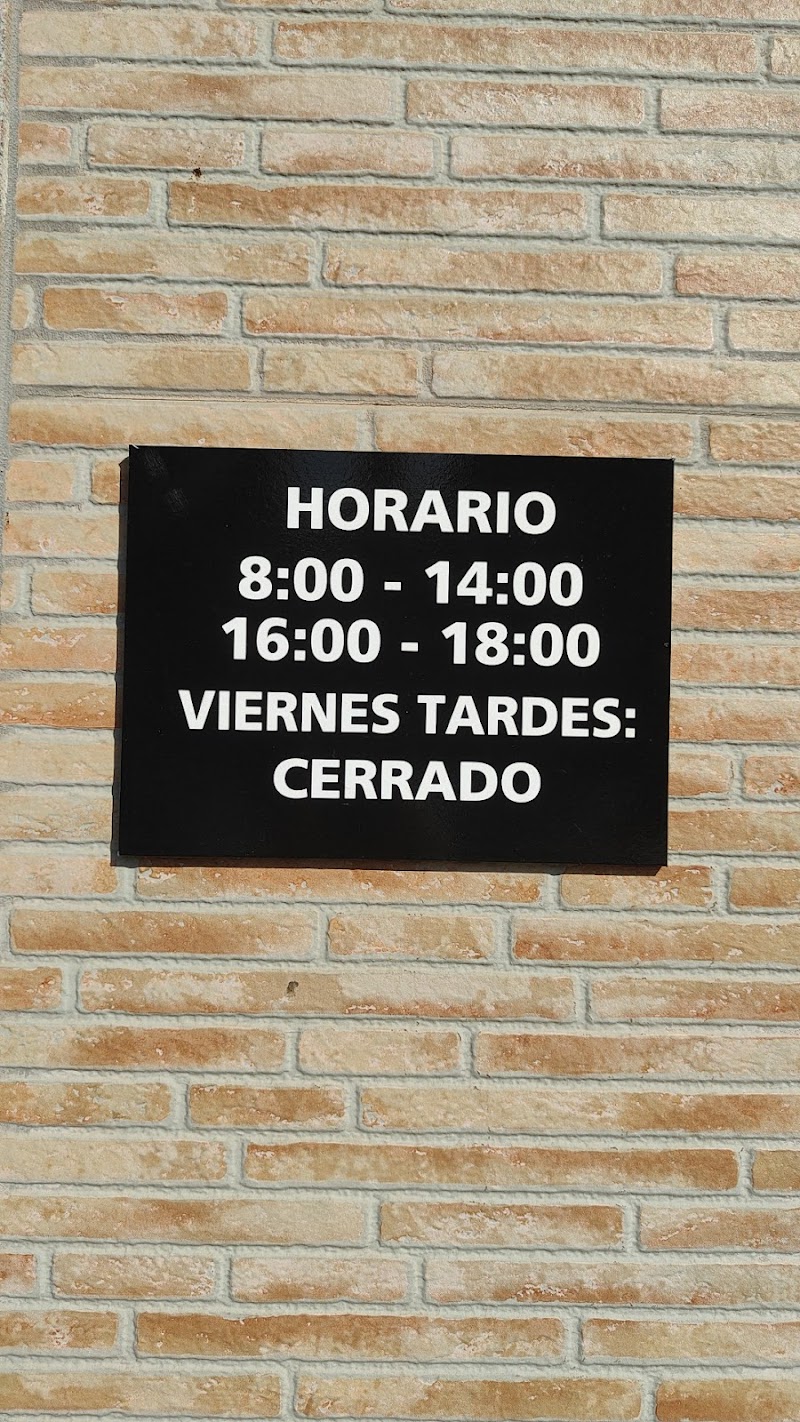 HORARIO
8:00 - 14:00
16:00 - 18:00
VIERNES TARDES:
CERRADO